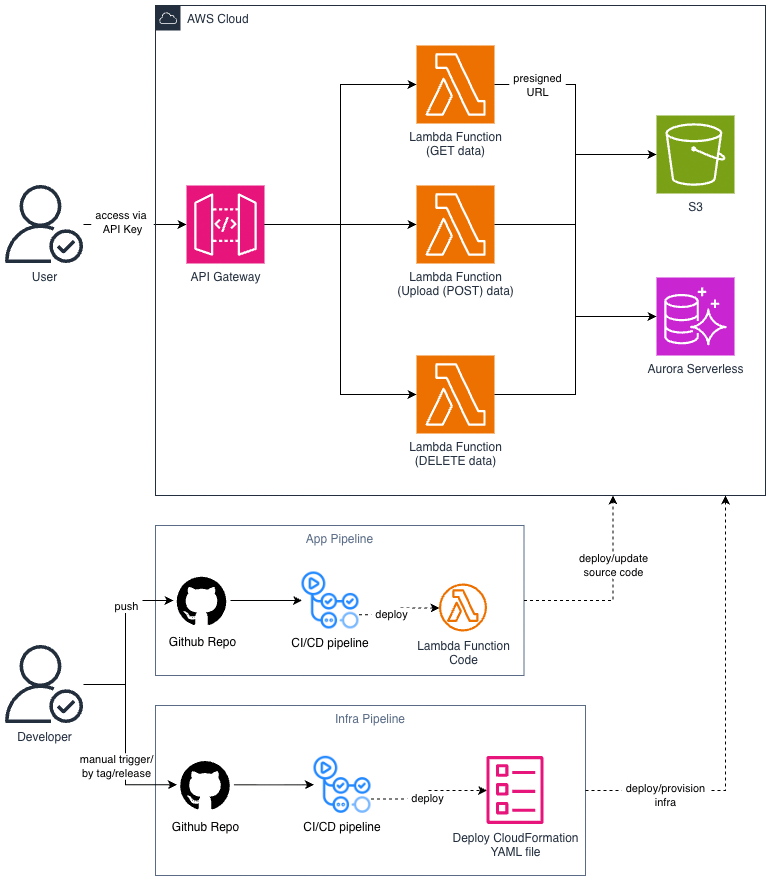 AWS Cloud
presigned
URL
Lambda Function
(GET data)
S3
access via
API Key
User
API Gateway
</>
Lambda Function
(Upload (POST) data)
Aurora Serverless
Lambda Function
(DELETE data)
deploy/update
source code
App Pipeline
push
Github Repo
CI/CD pipeline
deploy
Lambda Function
Code
Developer
manual trigger/
by tag/release
Infra Pipeline
Github Repo
CI/CD pipeline
deploy
Deploy CloudFormation
YAML file
deploy/provision
infra